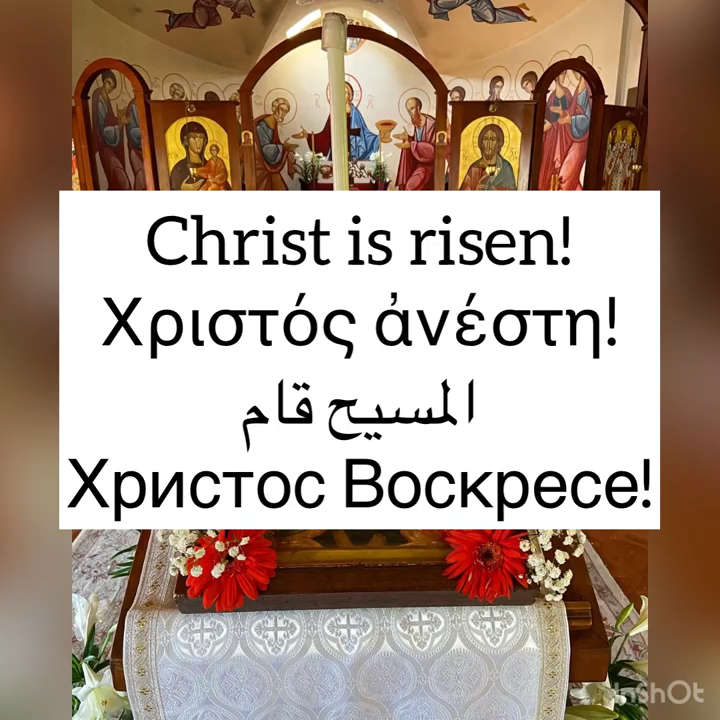 Christ is risen!
Χριστός ἀνέστη!
المسيح قام
Христос Воскресе!